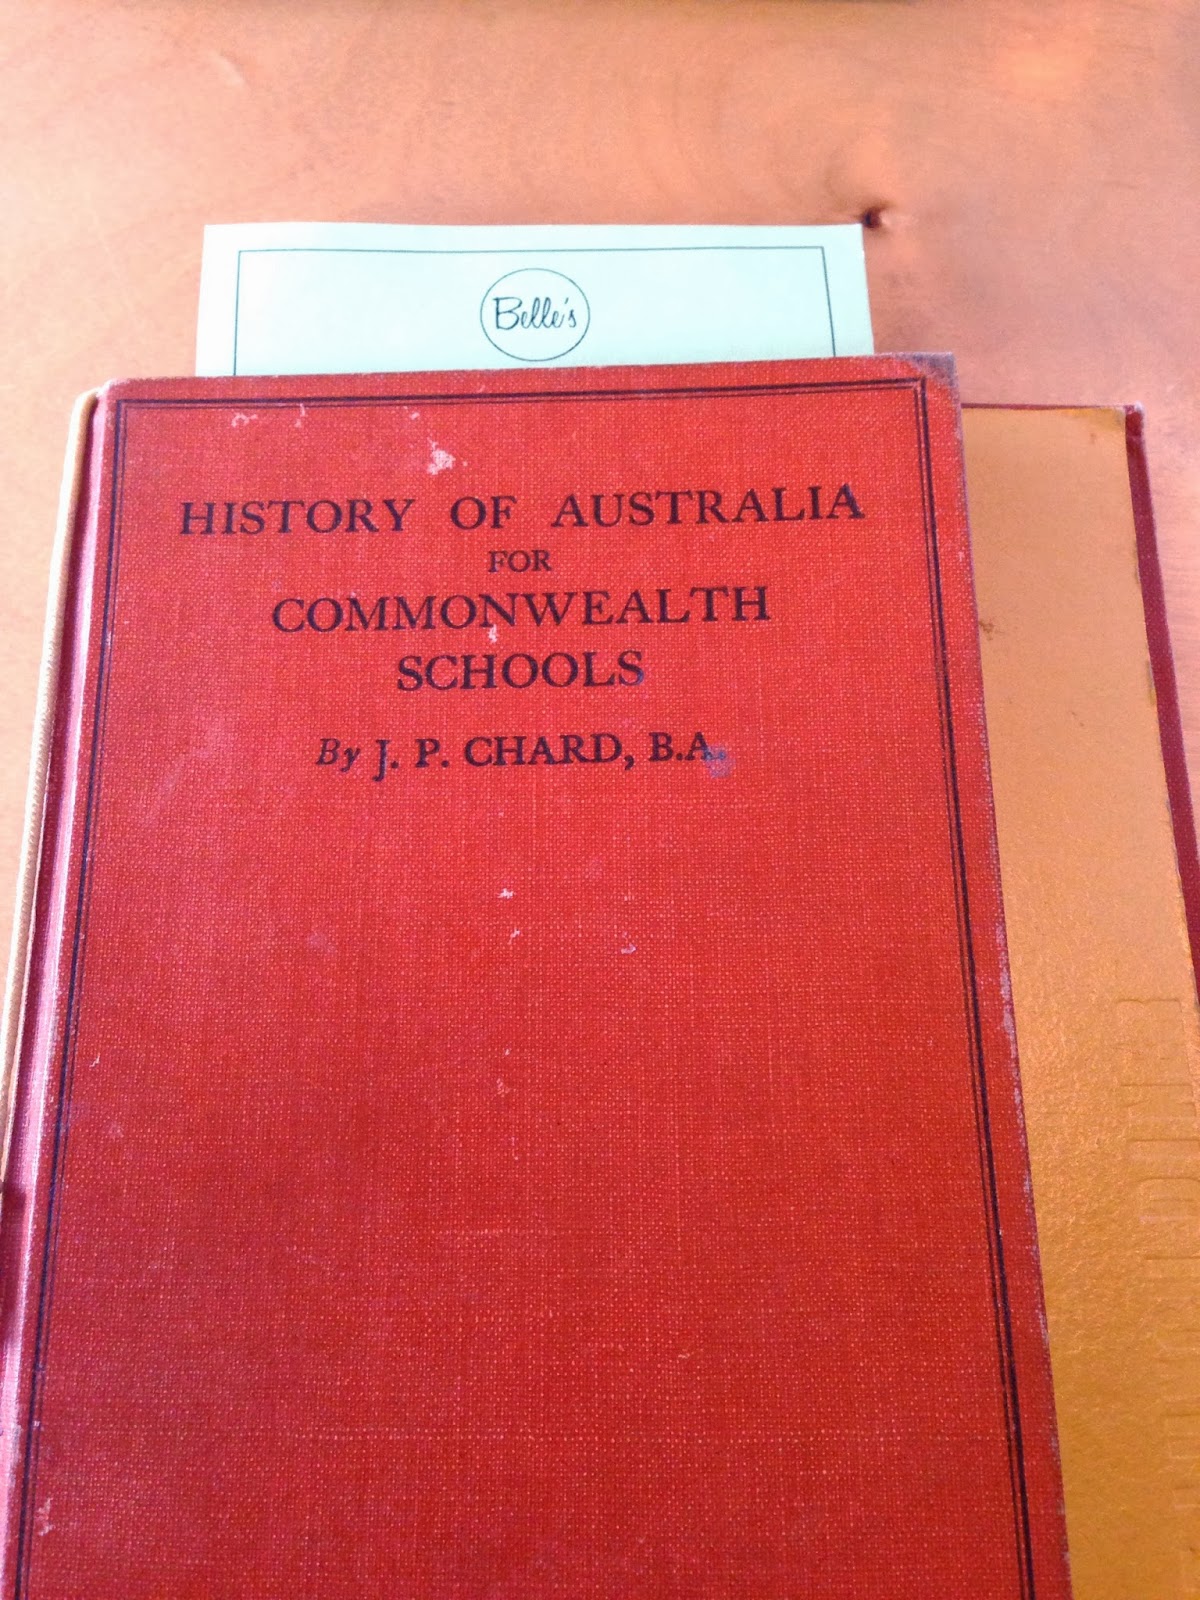 Belle's
HISTORY OF AUSTRALIA
FOR
COMMONWEALTH
SCHOOLS
By J. P. CHARD, B.A.